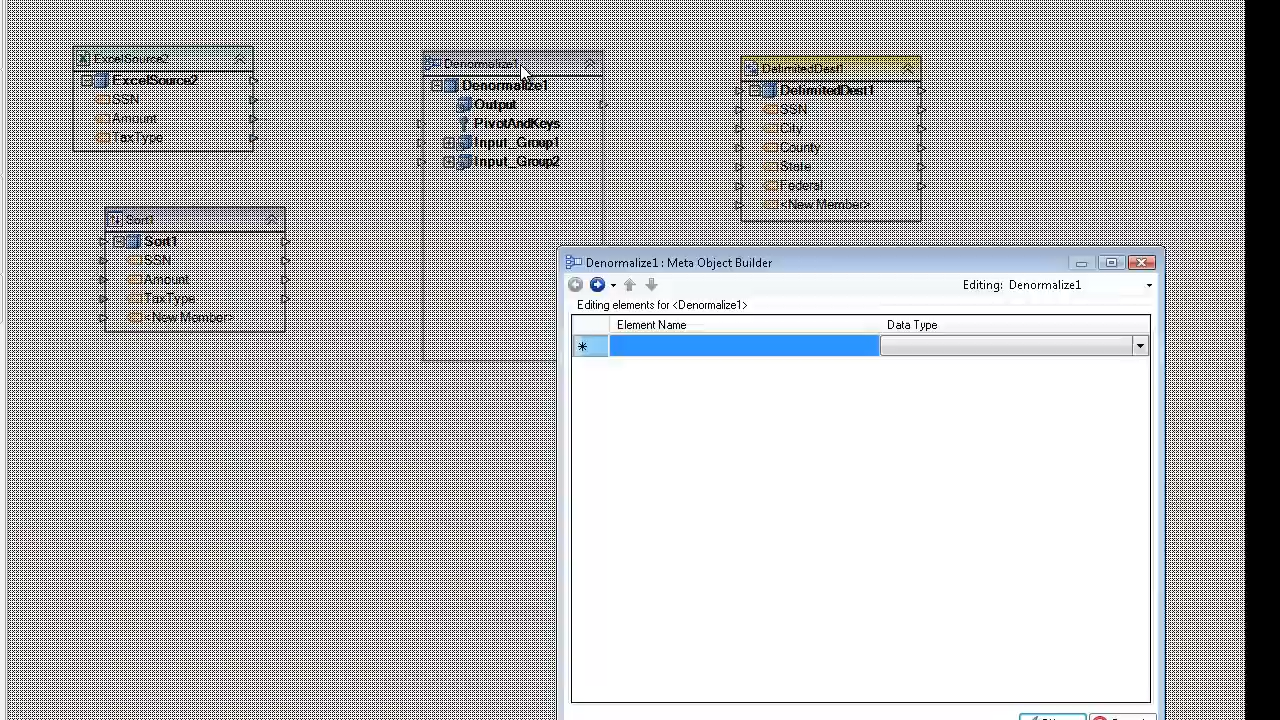 ExcelSource2
ExcelSource2
SSN
Amount
TaxType
Denormalize1
Denormalize1
Output
PivotAndKeys
Input_Group1
Input_Group2
DelimitedDest1
DelimitedDest1
SSN
City
County
State
Federal
<New Member>
Sort1
Sort1
SSN
Amount
TaxType
<New Member>
Denormalize1 : Meta Object Builder
Editing: Denormalize1
Editing elements for <Denormalize1>
Element Name Data Type